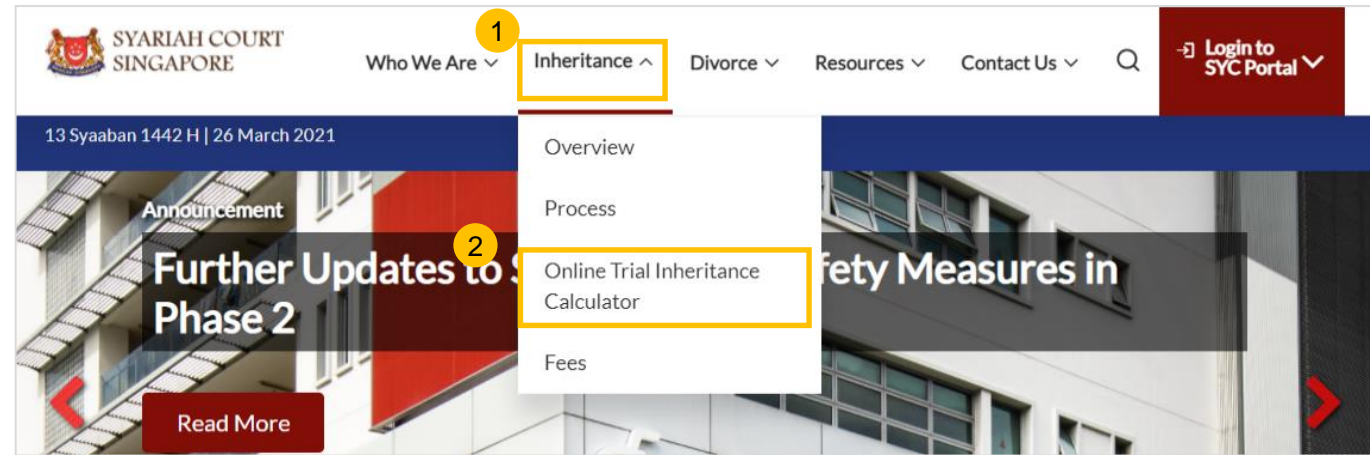 SYARIAH COURT
SINGAPORE
1
Who We Are
Inheritance
Divorce
Resources
Contact Us
Login to
SYC Portal
13 Syaaban 1442 H | 26 March 2021
Overview
Process
Announcement
2
Further Updates to S fety Measures in
Phase 2
Online Trial Inheritance
Calculator
Fees
Read More